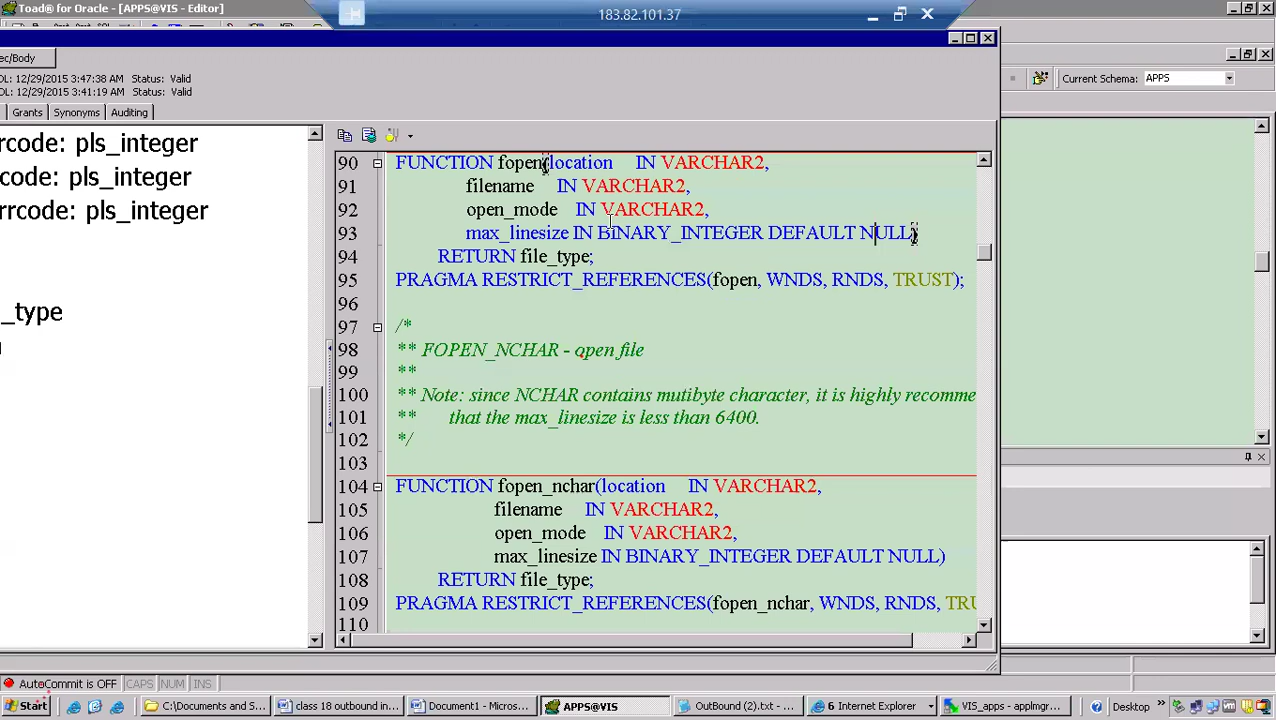 Toad® for Oracle - [APPS@VIS - Editor]
183.82.101.37
ec/Body
DL: 12/29/2015 3:47:38 AM Status: Valid
12/29/2015 3:41:19 AM Status: Valid
Current Schema: APPS
Grants Synonyms Auditing
rrcode: pls_integer
code: pls_integer
rrcode: pls_integer
_type
90 FUNCTION fopen(location IN VARCHAR2,
91 filename IN VARCHAR2,
92 open_mode IN VARCHAR2,
93 max_linesize IN BINARY_INTEGER DEFAULT NULL)
94 RETURN file_type;
95 PRAGMA RESTRICT_REFERENCES(fopen, WNDS, RNDS, TRUST);
96
97 /*
98 ** FOPEN_NCHAR - open file
99 **
100 ** Note: since NCHAR contains mutibyte character, it is highly recomme
101 ** that the max_linesize is less than 6400.
102 */
103
104 FUNCTION fopen_nchar(location IN VARCHAR2,
105 filename IN VARCHAR2,
106 open_mode IN VARCHAR2,
107 max_linesize IN BINARY_INTEGER DEFAULT NULL)
108 RETURN file_type;
109 PRAGMA RESTRICT_REFERENCES(fopen_nchar, WNDS, RNDS, TRU
110
AutoCommit is OFF CAPS NUM INS
Start C:\Documents and S... class 18 outbound in... Document1 - Micros... APPS@VIS OutBound (2).txt - ... 6 Internet Explorer VIS_apps - applmgr... Desktop